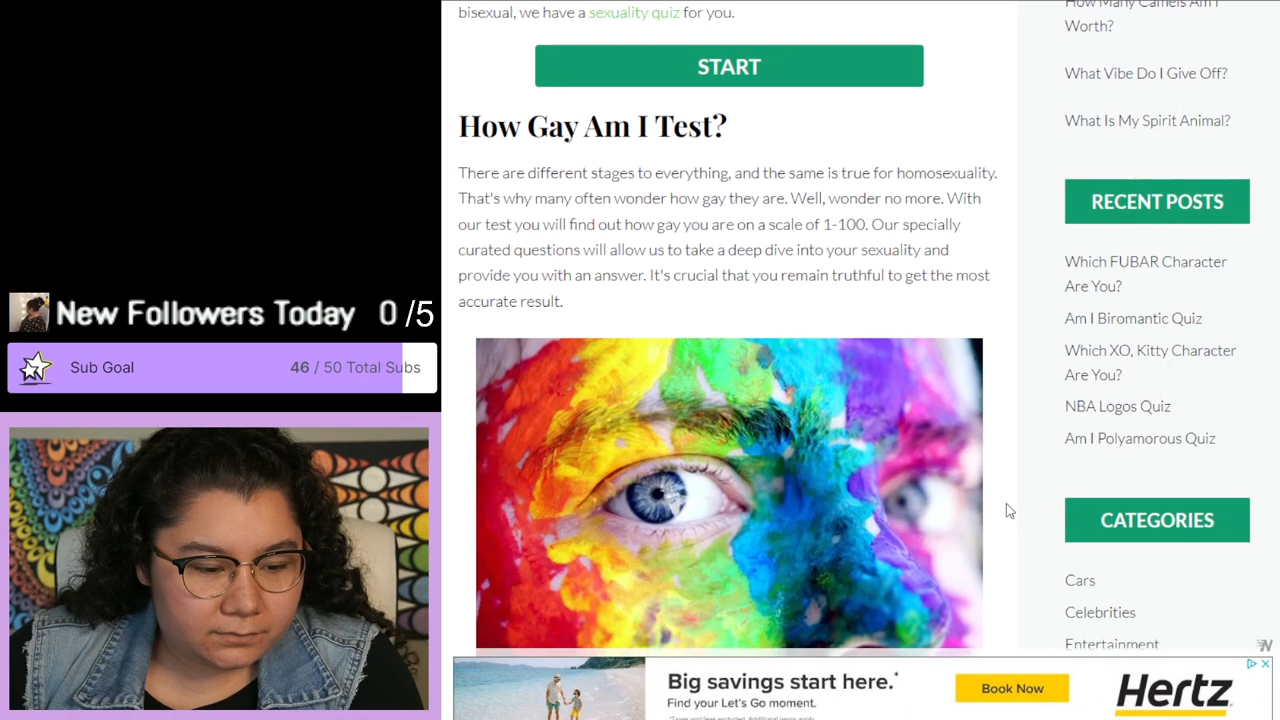 bisexual, we have a sexuality quiz for you.
START
How Gay Am I Test?
There are different stages to everything, and the same is true for homosexuality.
That's why many often wonder how gay they are. Well, wonder no more. With
our test you will find out how gay you are on a scale of 1-100. Our specially
curated questions will allow us to take a deep dive into your sexuality and
provide you with an answer. It's crucial that you remain truthful to get the most
accurate result.
How Many Camels Am I
Worth?
What Vibe Do I Give Off?
What Is My Spirit Animal?
RECENT POSTS
Which FUBAR Character
Are You?
Am I Biromantic Quiz
Which XO, Kitty Character
Are You?
NBA Logos Quiz
Am I Polyamorous Quiz
CATEGORIES
Cars
Celebrities
Entertainment
New Followers Today 0 /5
Sub Goal 46 / 50 Total Subs
Big savings start here.*
Find your Let's Go moment.
*Taxes and fees excluded. Additional terms apply.
Book Now
Hertz